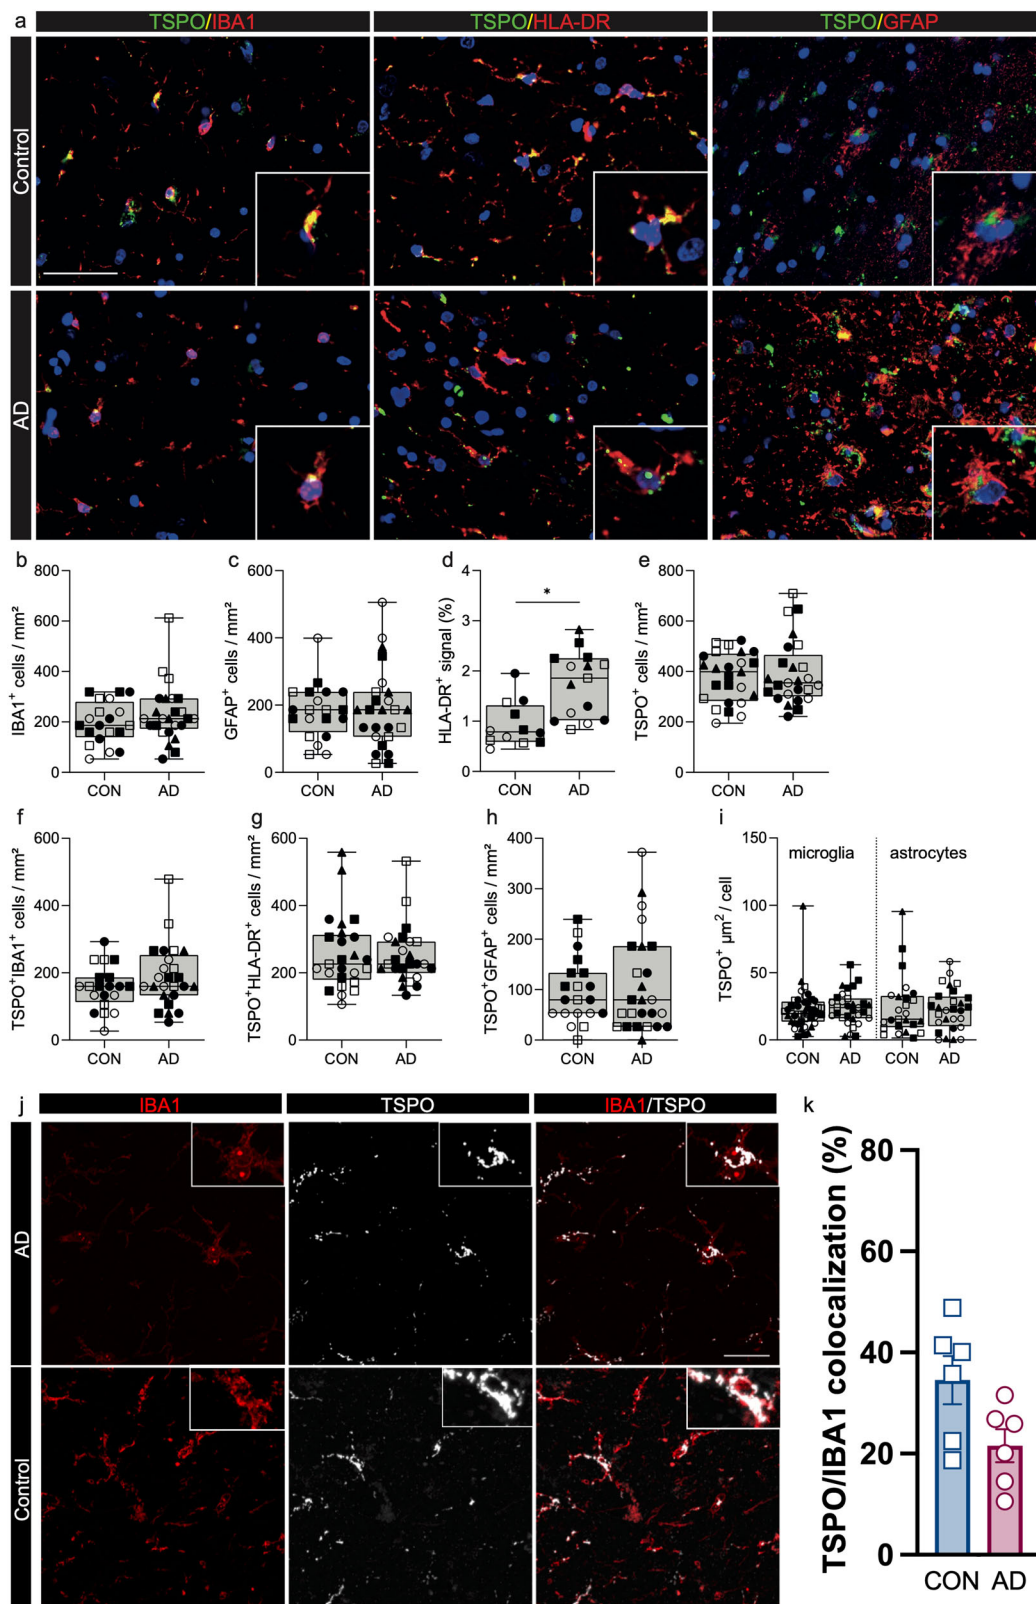 a
TSPO/IBA1
TSPO/HLA-DR
TSPO/GFAP
Control
AD
b
IBA1⁺ cells / mm²
800
600
400
200
0
CON
AD
c
GFAP⁺ cells / mm²
600
400
200
0
CON
AD
d
HLA-DR⁺ signal (%)
4
3
2
1
0
*
CON
AD
e
TSPO⁺ cells / mm²
800
600
400
200
0
CON
AD
f
TSPO⁺IBA1⁺ cells / mm²
600
400
200
0
CON
AD
g
TSPO⁺HLA-DR⁺ cells / mm²
600
400
200
0
CON
AD
h
TSPO⁺GFAP⁺ cells / mm²
400
300
200
100
0
CON
AD
i
TSPO⁺ µm² / cell
150
100
50
0
microglia
astrocytes
CON
AD
CON
AD
j
IBA1
TSPO
IBA1/TSPO
AD
Control
k
TSPO/IBA1 colocalization (%)
80
60
40
20
0
CON
AD